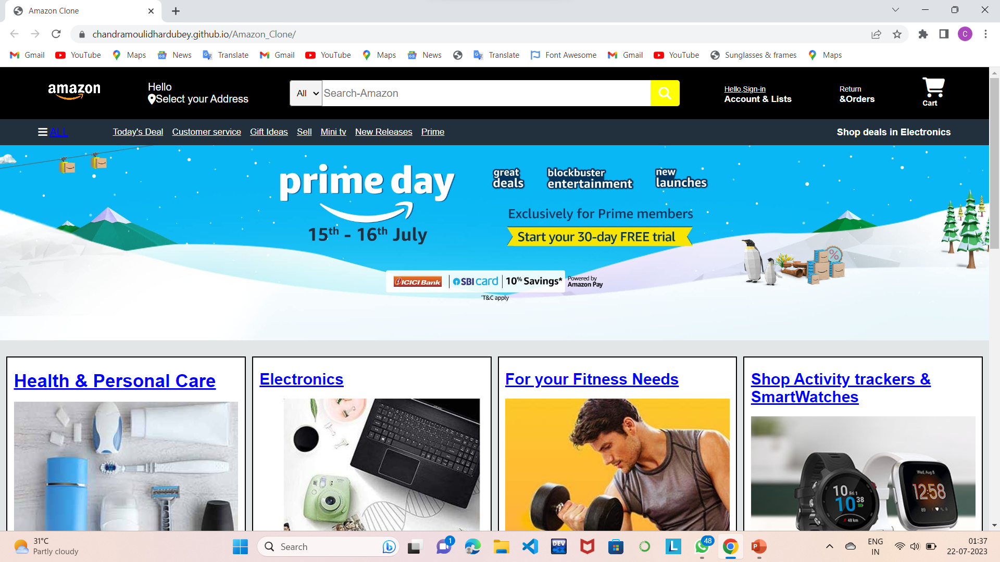 Amazon Clone
chandramoulidhardubey.github.io/Amazon_Clone/
C
Gmail YouTube Maps News Translate Gmail YouTube Maps News Translate Font Awesome Gmail YouTube Sunglasses & frames Maps
amazon
Hello
Select your Address
All
Search-Amazon
Hello,Sign-in
Account & Lists
Return
&Orders
Cart
ALL
Today's Deal Customer service Gift Ideas Sell Mini tv New Releases Prime
Shop deals in Electronics
prime day
15th - 16th July
great
deals
blockbuster
entertainment
new
launches
Exclusively for Prime members
Start your 30-day FREE trial
%
ICICI Bank
SBI card
10% Savings*
Powered by
Amazon Pay
*T&C apply
Health & Personal Care
Electronics
For your Fitness Needs
Shop Activity trackers &
SmartWatches
10 Fri 1
10 38
48 km
Wed, Aug 8
12:58
89
31°C
Partly cloudy
Search
1
DEV
C++
L
48
P
ENG
IN
01:37
22-07-2023